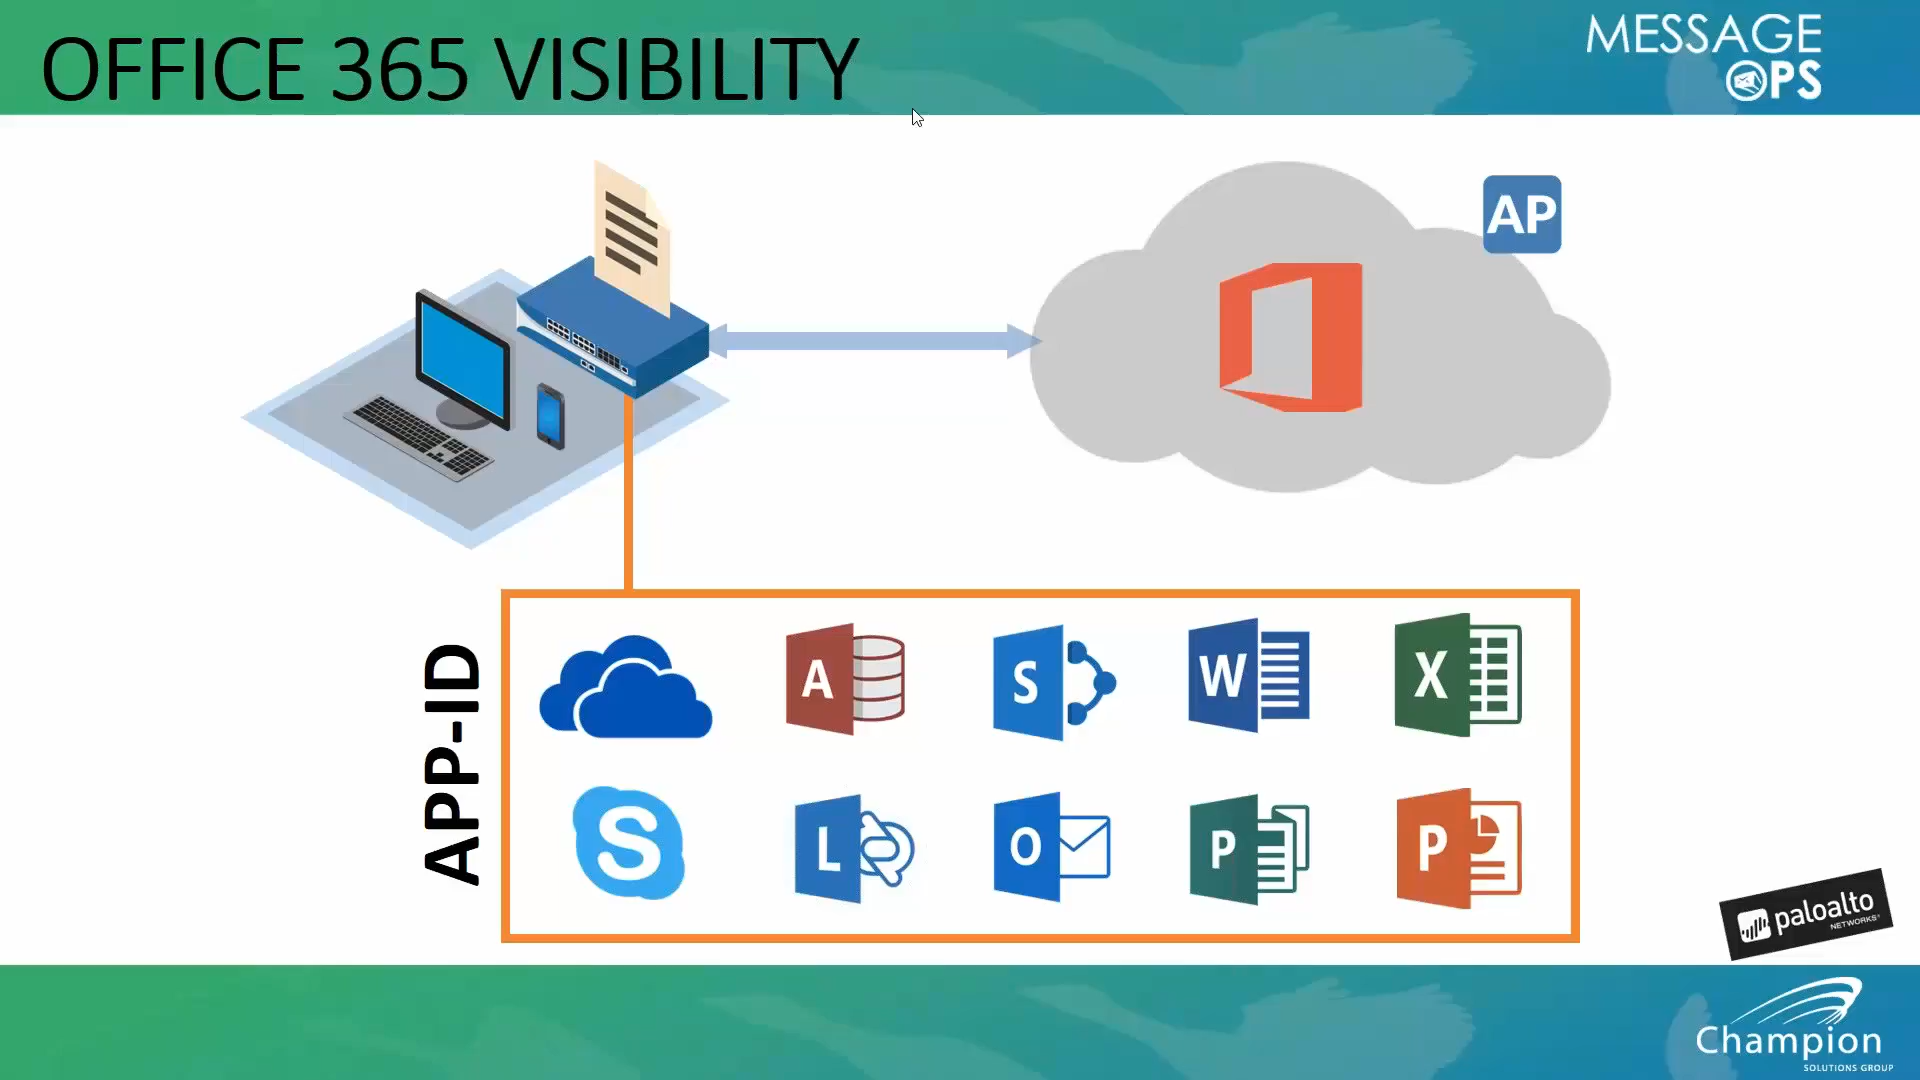 OFFICE 365 VISIBILITY
MESSAGE
OPS
AP
APP-ID
A
S
W
X
S
L
O
P
P
paloalto
NETWORKS®
Champion
SOLUTIONS GROUP